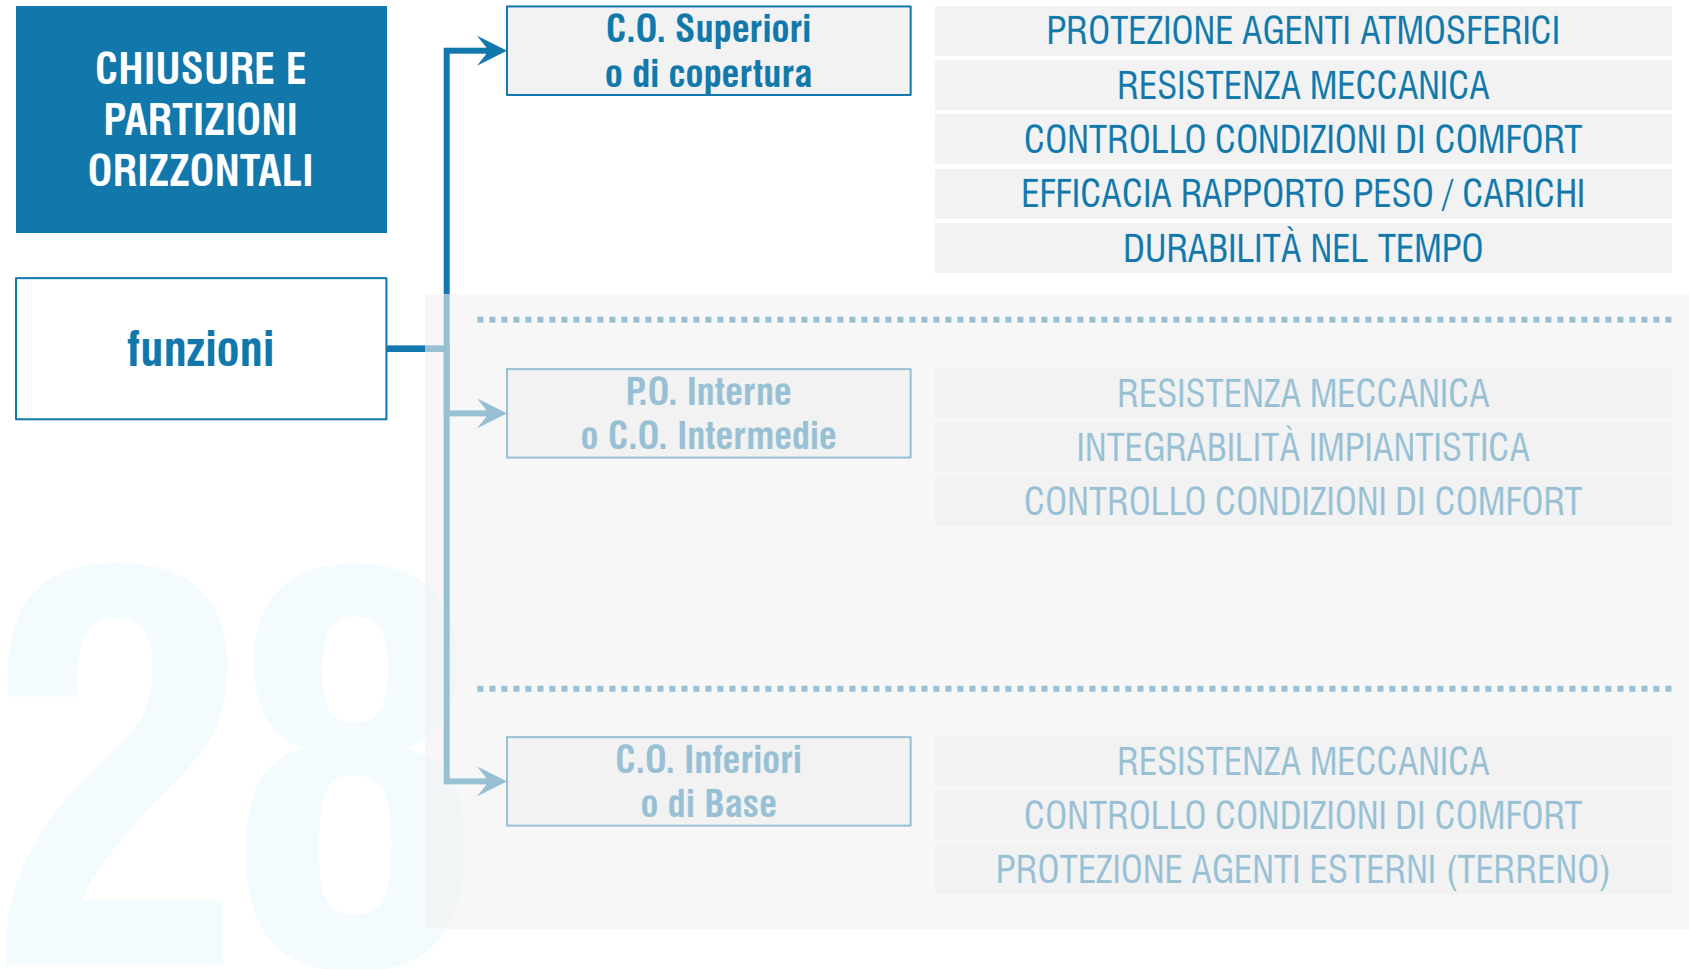 CHIUSURE E
PARTIZIONI
ORIZZONTALI
funzioni
C.O. Superiori
o di copertura
PROTEZIONE AGENTI ATMOSFERICI
RESISTENZA MECCANICA
CONTROLLO CONDIZIONI DI COMFORT
EFFICACIA RAPPORTO PESO / CARICHI
DURABILITÀ NEL TEMPO
P.O. Interne
o C.O. Intermedie
RESISTENZA MECCANICA
INTEGRABILITÀ IMPIANTISTICA
CONTROLLO CONDIZIONI DI COMFORT
C.O. Inferiori
o di Base
RESISTENZA MECCANICA
CONTROLLO CONDIZIONI DI COMFORT
PROTEZIONE AGENTI ESTERNI (TERRENO)
28